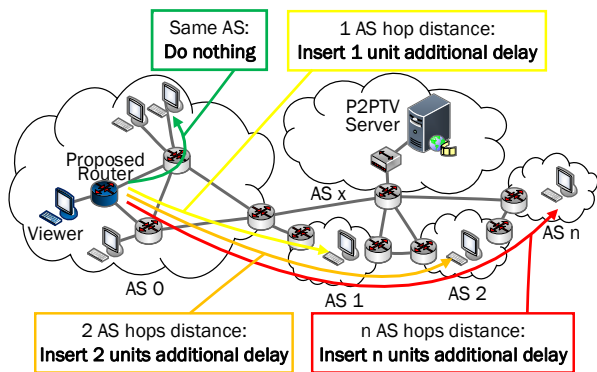 Same AS:
Do nothing
1 AS hop distance:
Insert 1 unit additional delay
P2PTV
Server
Proposed
Router
AS x
Viewer
AS n
AS 0
AS 1
AS 2
2 AS hops distance:
Insert 2 units additional delay
n AS hops distance:
Insert n units additional delay